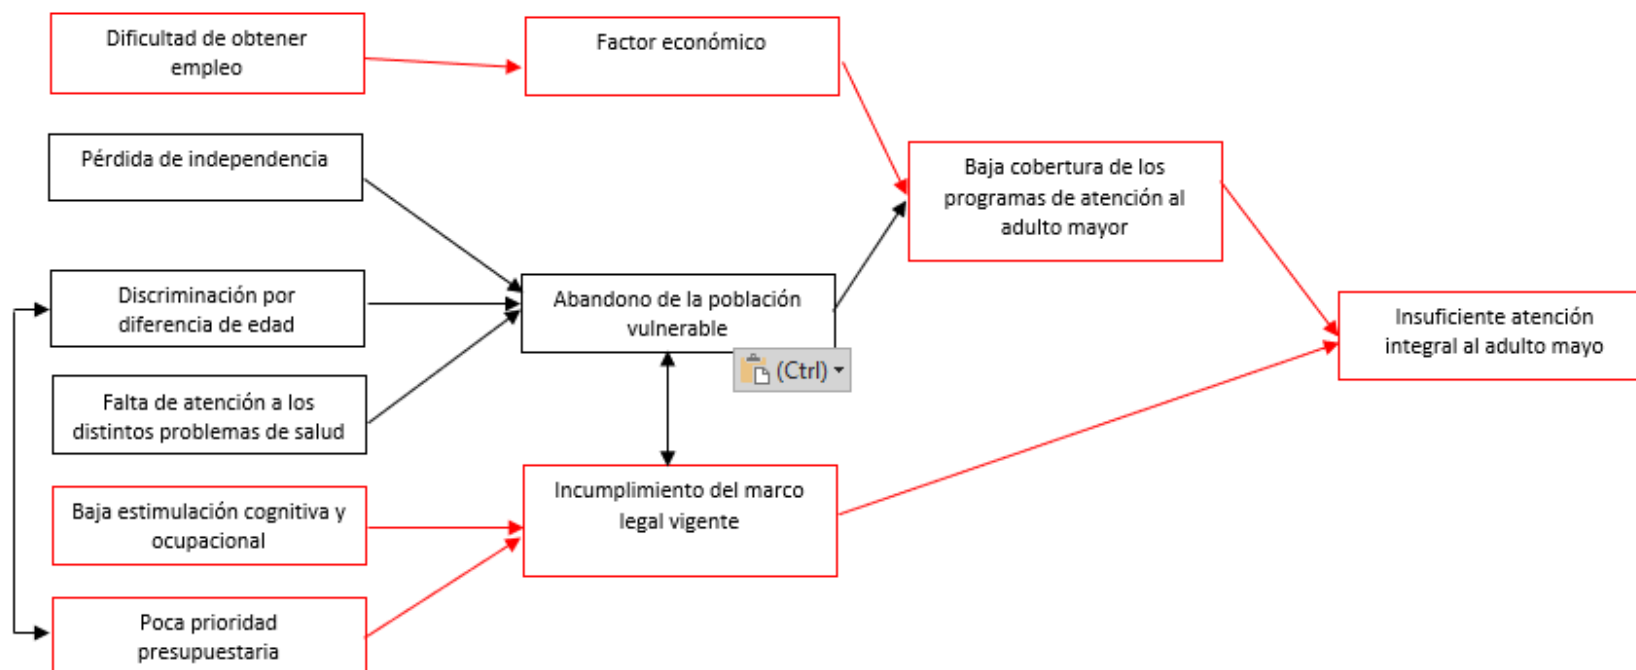 Dificultad de obtener
empleo
Factor económico
Pérdida de independencia
Baja cobertura de los
programas de atención al
adulto mayor
Discriminación por
diferencia de edad
Abandono de la población
vulnerable
(Ctrl)
Insuficiente atención
integral al adulto mayo
Falta de atención a los
distintos problemas de salud
Baja estimulación cognitiva y
ocupacional
Incumplimiento del marco
legal vigente
Poca prioridad
presupuestaria